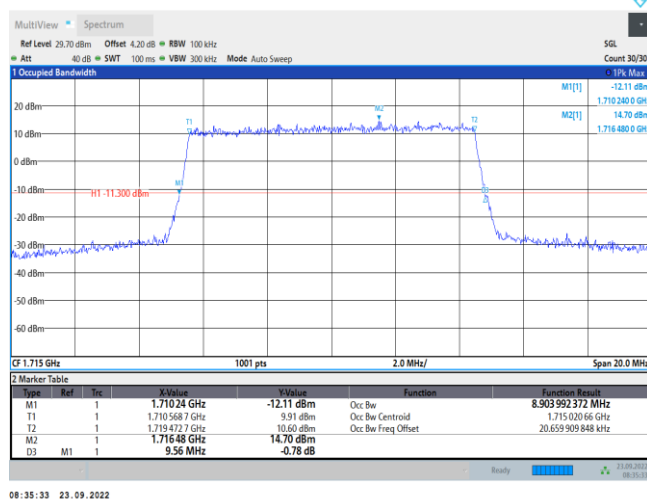 MultiView Spectrum
Ref Level 29.70 dBm Offset 4.20 dB RBW 100 kHz SGL
Att 40 dB SWT 100 ms VBW 300 kHz Mode Auto Sweep Count 30/30
1 Occupied Bandwidth 1Pk Max
M1[1] -12.11 dBm
1.710 240 0 GHz
M2[1] 14.70 dBm
1.716 480 0 GHz
20 dBm
T1 M2 T2
10 dBm
0 dBm
M1 D3
-10 dBm
H1 -11.300 dBm
-20 dBm
-30 dBm
-40 dBm
-50 dBm
-60 dBm
CF 1.715 GHz 1001 pts 2.0 MHz/ Span 20.0 MHz
2 Marker Table
Type Ref Trc X-Value Y-Value Function Function Result
M1 1 1.71024 GHz -12.11 dBm Occ Bw 8.903 992 372 MHz
T1 1 1.710 568 7 GHz 9.91 dBm Occ Bw Centroid 1.715 020 66 GHz
T2 1 1.719 472 7 GHz 10.60 dBm Occ Bw Freq Offset 20.659 909 848 kHz
M2 1 1.71648 GHz 14.70 dBm
D3 M1 1 9.56 MHz -0.78 dB
Ready 23.09.2022
08:35:33
08:35:33 23.09.2022